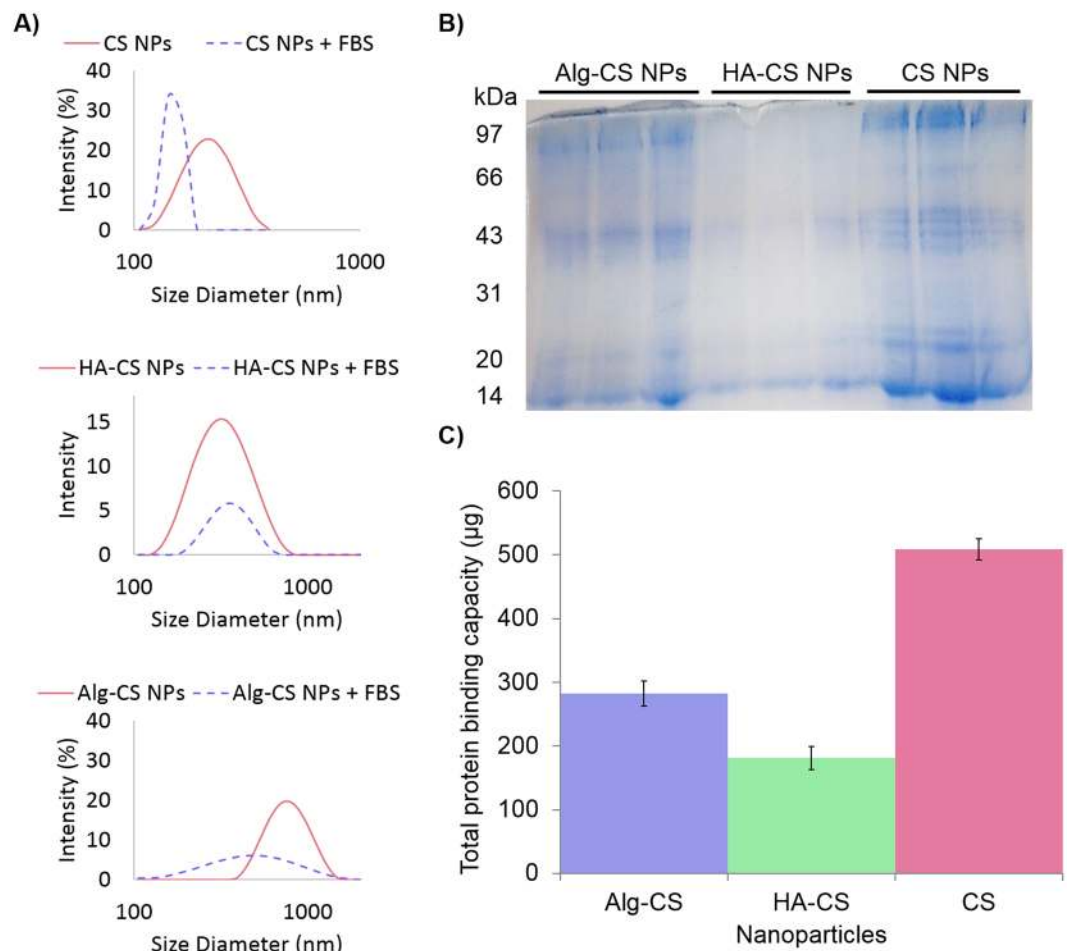 A)
CS NPs CS NPs + FBS
40
30
20
10
0
Intensity (%)
100 1000
Size Diameter (nm)
HA-CS NPs HA-CS NPs + FBS
15
10
5
0
Intensity
100 1000
Size Diameter (nm)
Alg-CS NPs Alg-CS NPs + FBS
40
30
20
10
0
Intensity (%)
100 1000
Size Diameter (nm)
B)
Alg-CS NPs HA-CS NPs CS NPs
kDa
97
66
43
31
20
14
C)
600
500
400
300
200
100
0
Total protein binding capacity (µg)
Alg-CS HA-CS CS
Nanoparticles